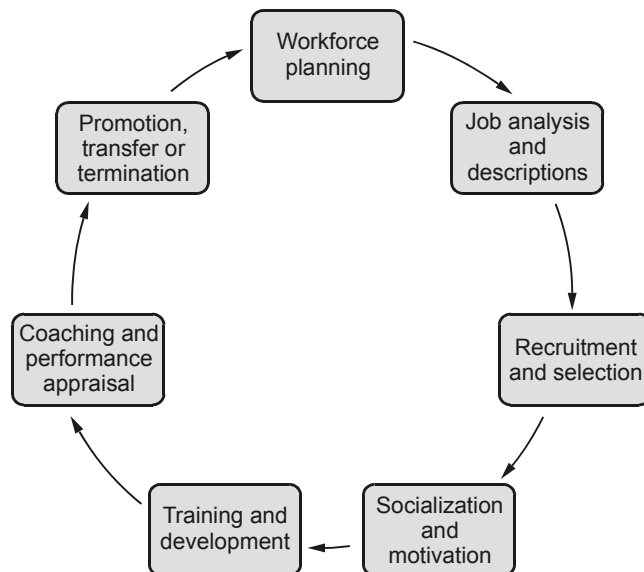 Workforce
planning
Job analysis
and
descriptions
Recruitment
and selection
Socialization
and
motivation
Training and
development
Coaching and
performance
appraisal
Promotion,
transfer or
termination